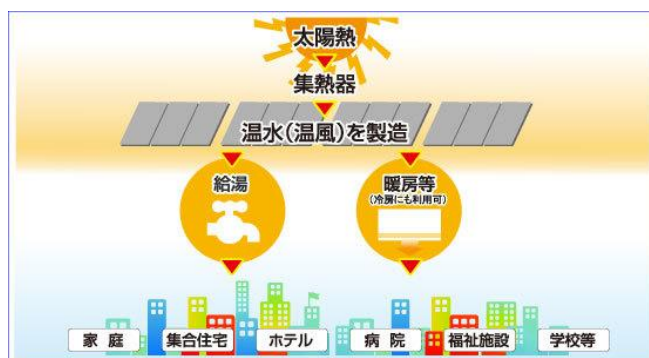 太陽熱
集熱器
温水(温風)を製造
給湯
暖房等
(冷房にも利用可)
家庭
集合住宅
ホテル
病院
福祉施設
学校等